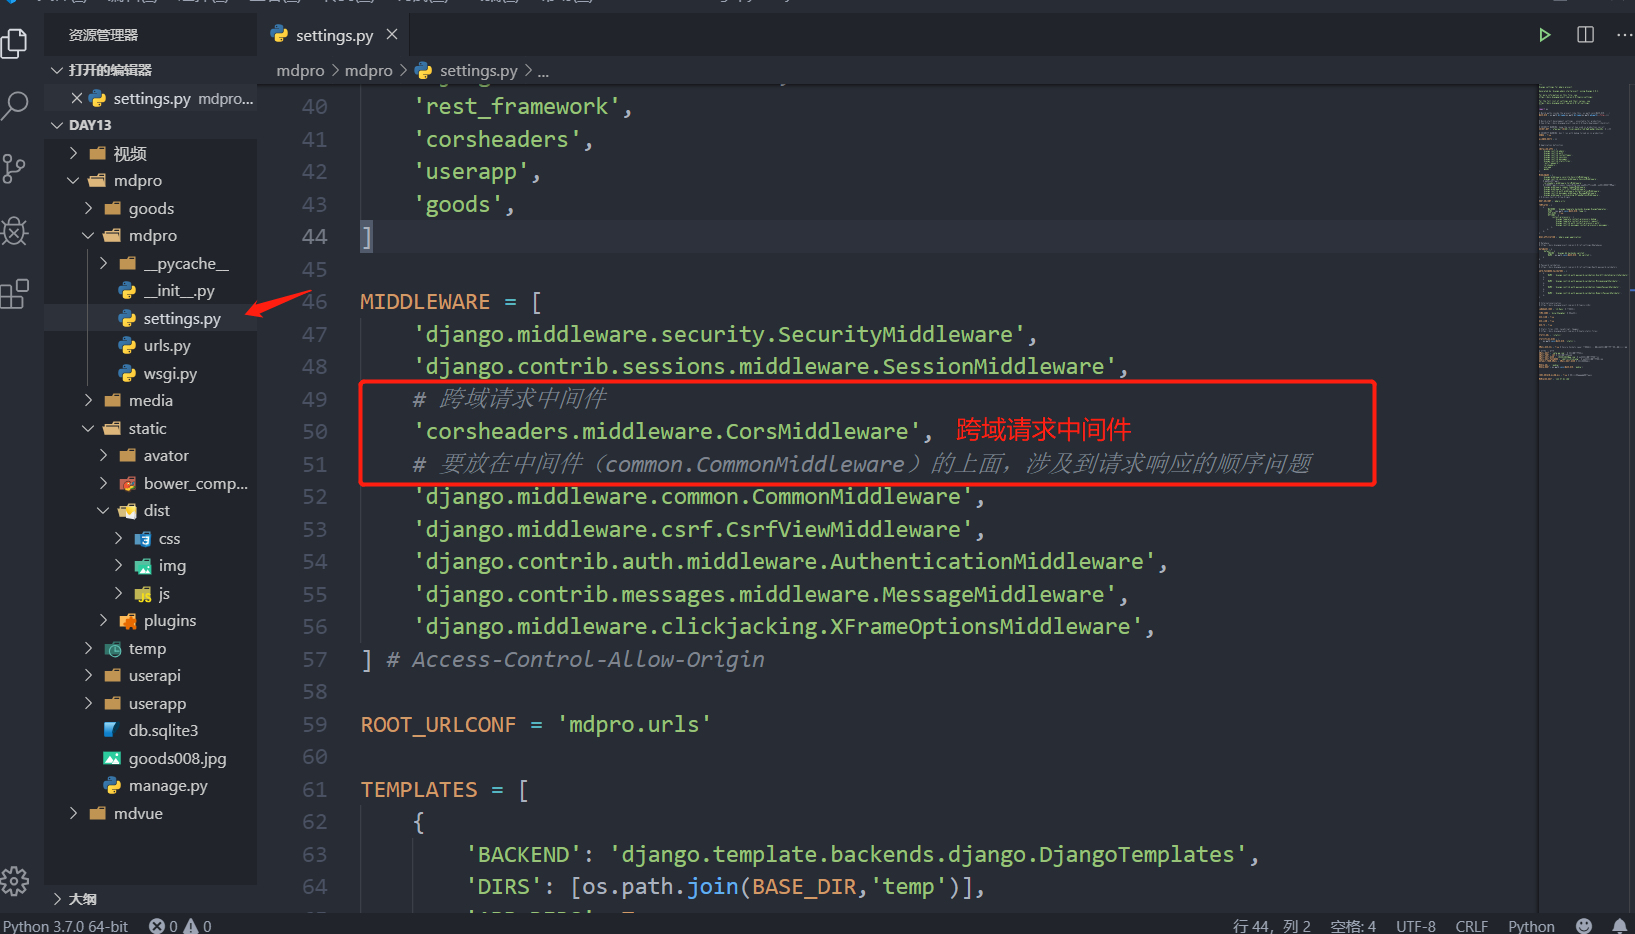 资源管理器
打开的编辑器
settings.py mdpro...
DAY13
视频
mdpro
goods
mdpro
__pycache__
__init__.py
settings.py
urls.py
wsgi.py
media
static
avator
bower_comp...
dist
css
img
js
plugins
temp
userapi
userapp
db.sqlite3
goods008.jpg
manage.py
mdvue
大纲
settings.py
mdpro > mdpro > settings.py > ...
40 'rest_framework',
41 'corsheaders',
42 'userapp',
43 'goods',
44 ]
45
46 MIDDLEWARE = [
47 'django.middleware.security.SecurityMiddleware',
48 'django.contrib.sessions.middleware.SessionMiddleware',
49 # 跨域请求中间件
50 'corsheaders.middleware.CorsMiddleware', 跨域请求中间件
51 # 要放在中间件（common.CommonMiddleware）的上面，涉及到请求响应的顺序问题
52 'django.middleware.common.CommonMiddleware',
53 'django.middleware.csrf.CsrfViewMiddleware',
54 'django.contrib.auth.middleware.AuthenticationMiddleware',
55 'django.contrib.messages.middleware.MessageMiddleware',
56 'django.middleware.clickjacking.XFrameOptionsMiddleware',
57 ] # Access-Control-Allow-Origin
58
59 ROOT_URLCONF = 'mdpro.urls'
60
61 TEMPLATES = [
62 {
63 'BACKEND': 'django.template.backends.django.DjangoTemplates',
64 'DIRS': [os.path.join(BASE_DIR,'temp')],
Python 3.7.0 64-bit 0 0 行 44，列 2 空格: 4 UTF-8 CRLF Python